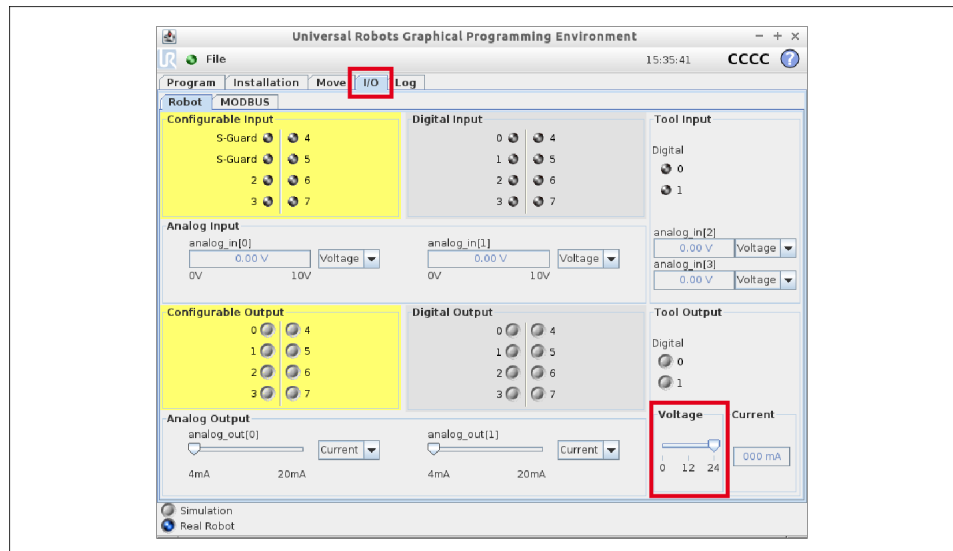 Universal Robots Graphical Programming Environment
File
15:35:41 CCCC ?
Program Installation Move I/O Log
Robot MODBUS
Configurable Input
S-Guard 4
S-Guard 5
2 6
3 7
Digital Input
0 4
1 5
2 6
3 7
Tool Input
Digital
0
1
Analog Input
analog_in[0]
0.00 V Voltage
0V 10V
analog_in[1]
0.00 V Voltage
0V 10V
analog_in[2]
0.00 V Voltage
analog_in[3]
0.00 V Voltage
Configurable Output
0 4
1 5
2 6
3 7
Digital Output
0 4
1 5
2 6
3 7
Tool Output
Digital
0
1
Analog Output
analog_out[0]
Current
4mA 20mA
analog_out[1]
Current
4mA 20mA
Voltage
0 12 24
Current
000 mA
Simulation
Real Robot